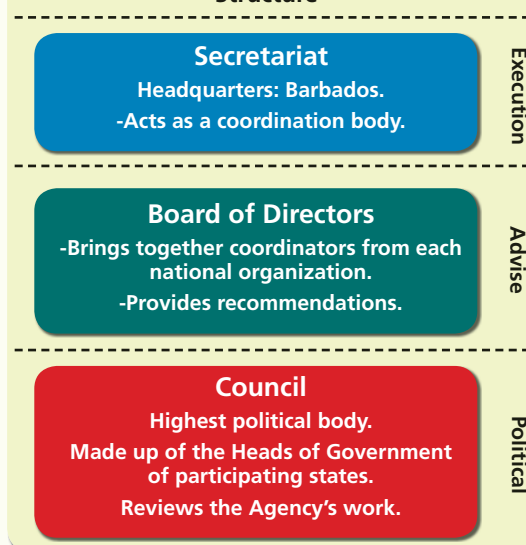 Structure
Secretariat
Headquarters: Barbados.
-Acts as a coordination body.
Execution
Board of Directors
-Brings together coordinators from each
national organization.
-Provides recommendations.
Advise
Council
Highest political body.
Made up of the Heads of Government
of participating states.
Reviews the Agency’s work.
Political